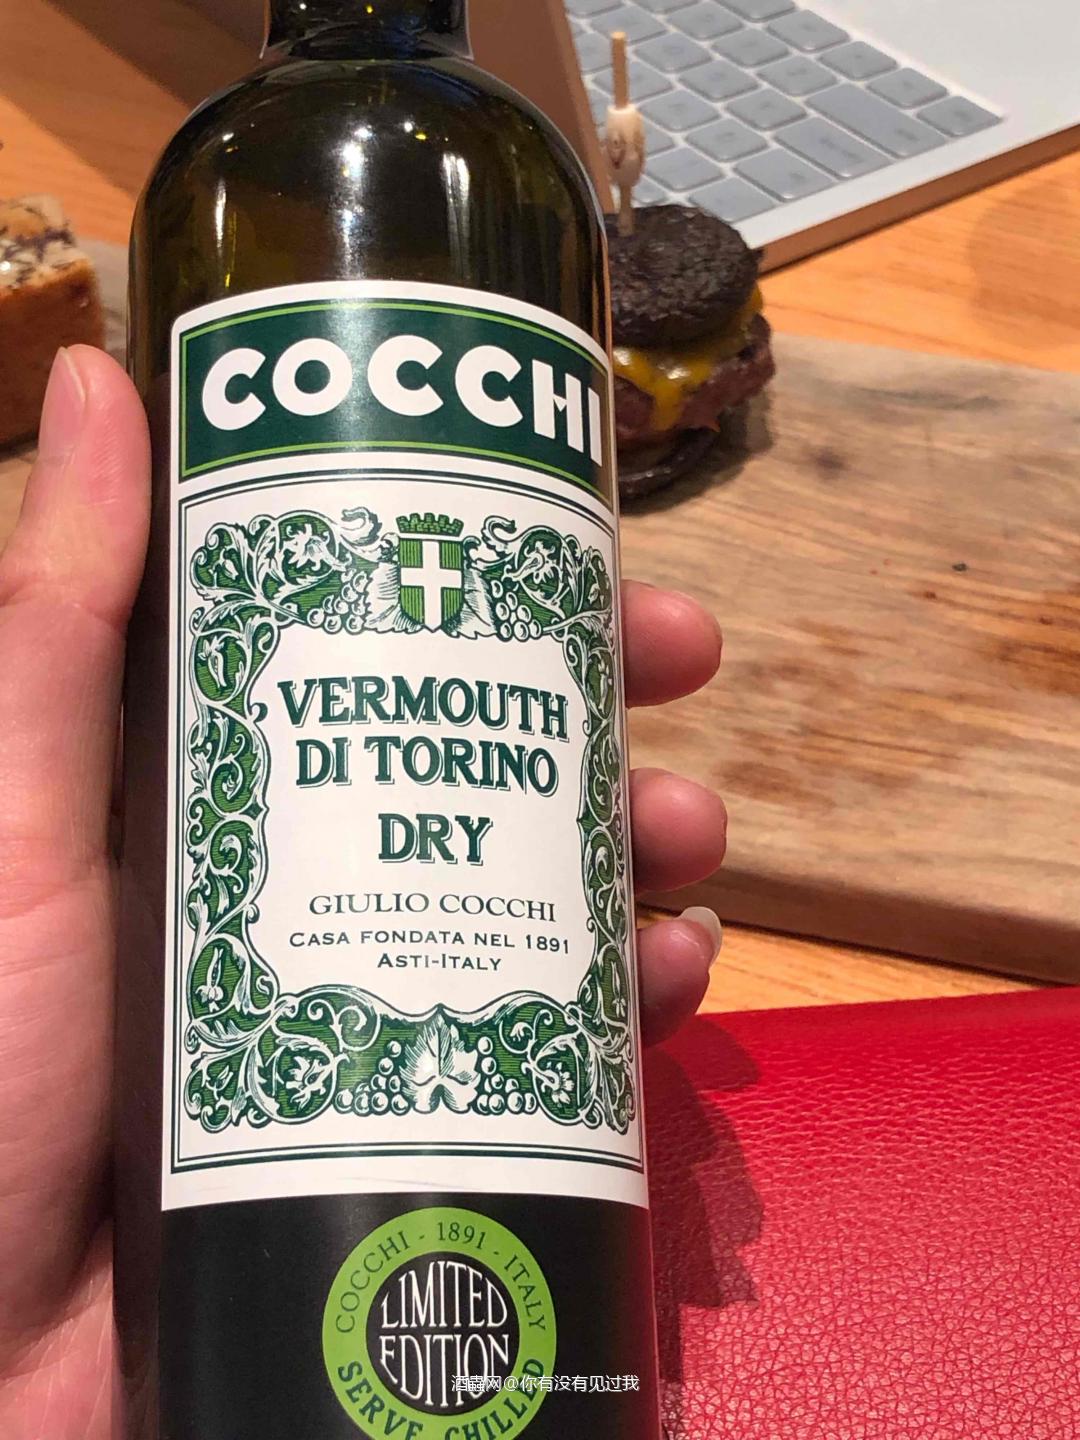 COCCHI
VERMOUTH
DI TORINO
DRY
GIULIO COCCHI
CASA FONDATA NEL 1891
ASTI-ITALY
COCCHI - 1891 - ITALY
LIMITED
EDITION
SERVE CHILLED
酒蟲网@你有没有见过我